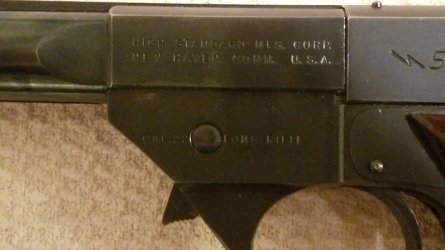 HIGH STANDARD MFG. CORP.
NEW HAVEN, CONN. U.S.A.
S
CAL. 22 LONG RIFLE